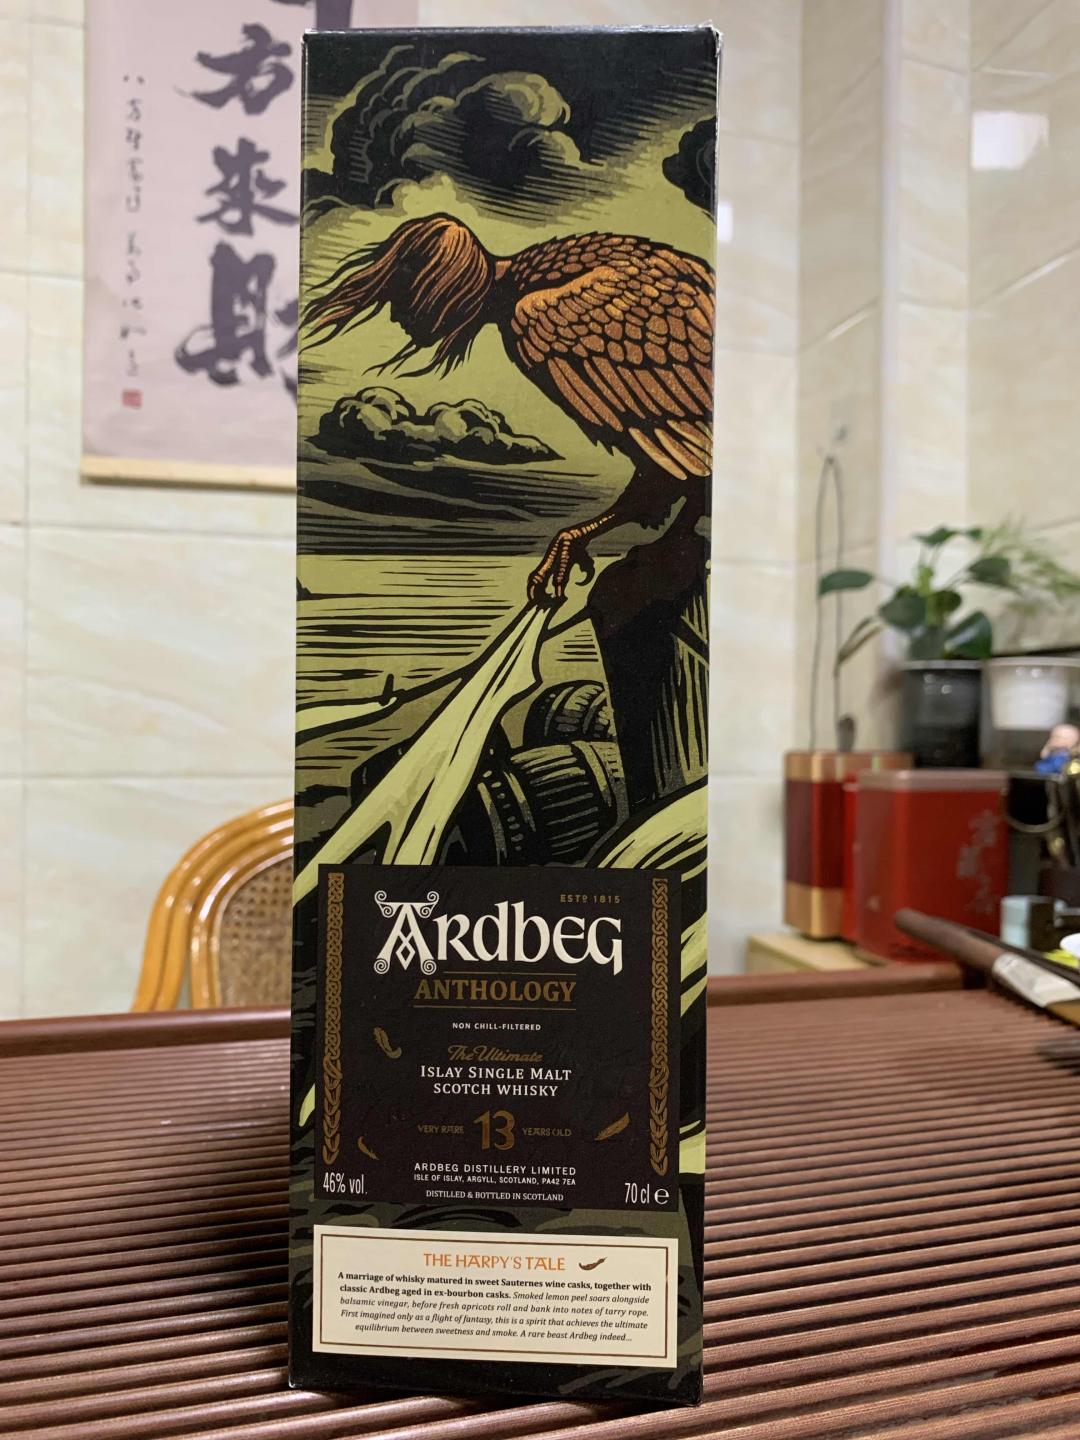 方
來
財
ESTD 1815
ARDBEG
ANTHOLOGY
NON CHILL-FILTERED
The Ultimate
ISLAY SINGLE MALT
SCOTCH WHISKY
VERY RARE 13 YEARS OLD
ARDBEG DISTILLERY LIMITED
ISLE OF ISLAY, ARGYLL, SCOTLAND, PA42 7EA
DISTILLED & BOTTLED IN SCOTLAND
46% vol.
70 cl e
THE HARPY'S TALE
A marriage of whisky matured in sweet Sauternes wine casks, together with
classic Ardbeg aged in ex-bourbon casks. Smoked lemon peel soars alongside
balsamic vinegar, before fresh apricots roll and bank into notes of tarry rope.
First imagined only as a flight of fantasy, this is a spirit that achieves the ultimate
equilibrium between sweetness and smoke. A rare beast Ardbeg indeed...